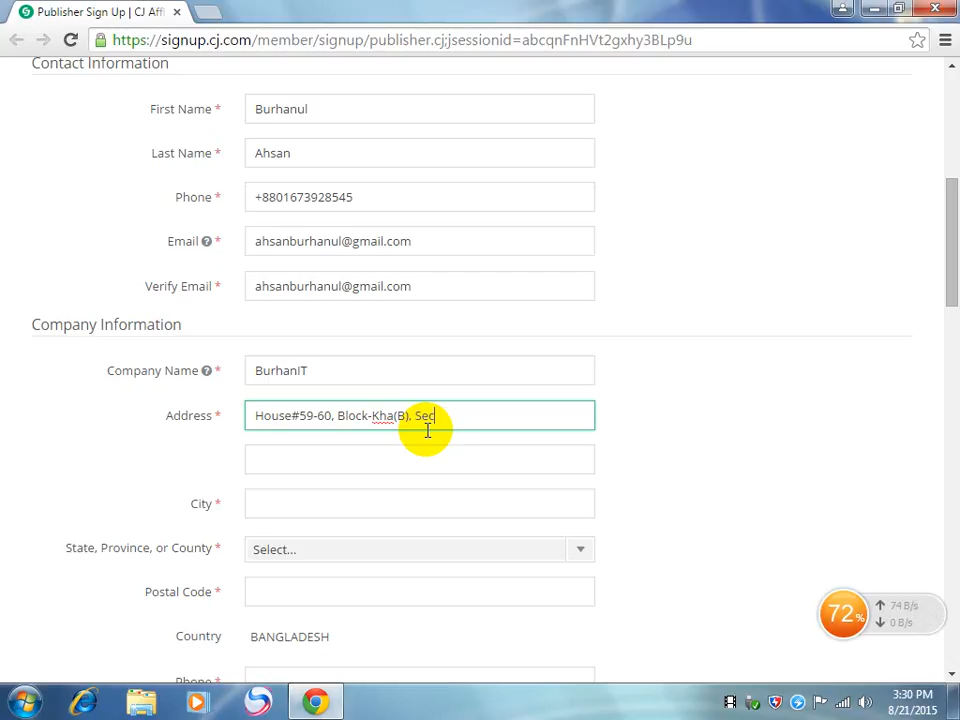 Publisher Sign Up | CJ Affi
https://signup.cj.com/member/signup/publisher.cj;jsessionid=abcqnFnHVt2gxhy3BLp9u
Contact Information
First Name * Burhanul
Last Name * Ahsan
Phone * +8801673928545
Email ? * ahsanburhanul@gmail.com
Verify Email * ahsanburhanul@gmail.com
Company Information
Company Name ? * BurhanIT
Address * House#59-60, Block-Kha(B), Sec
City *
State, Province, or County * Select...
Postal Code *
72% 74 B/s
0 B/s
Country BANGLADESH
Phone *
3:30 PM
8/21/2015